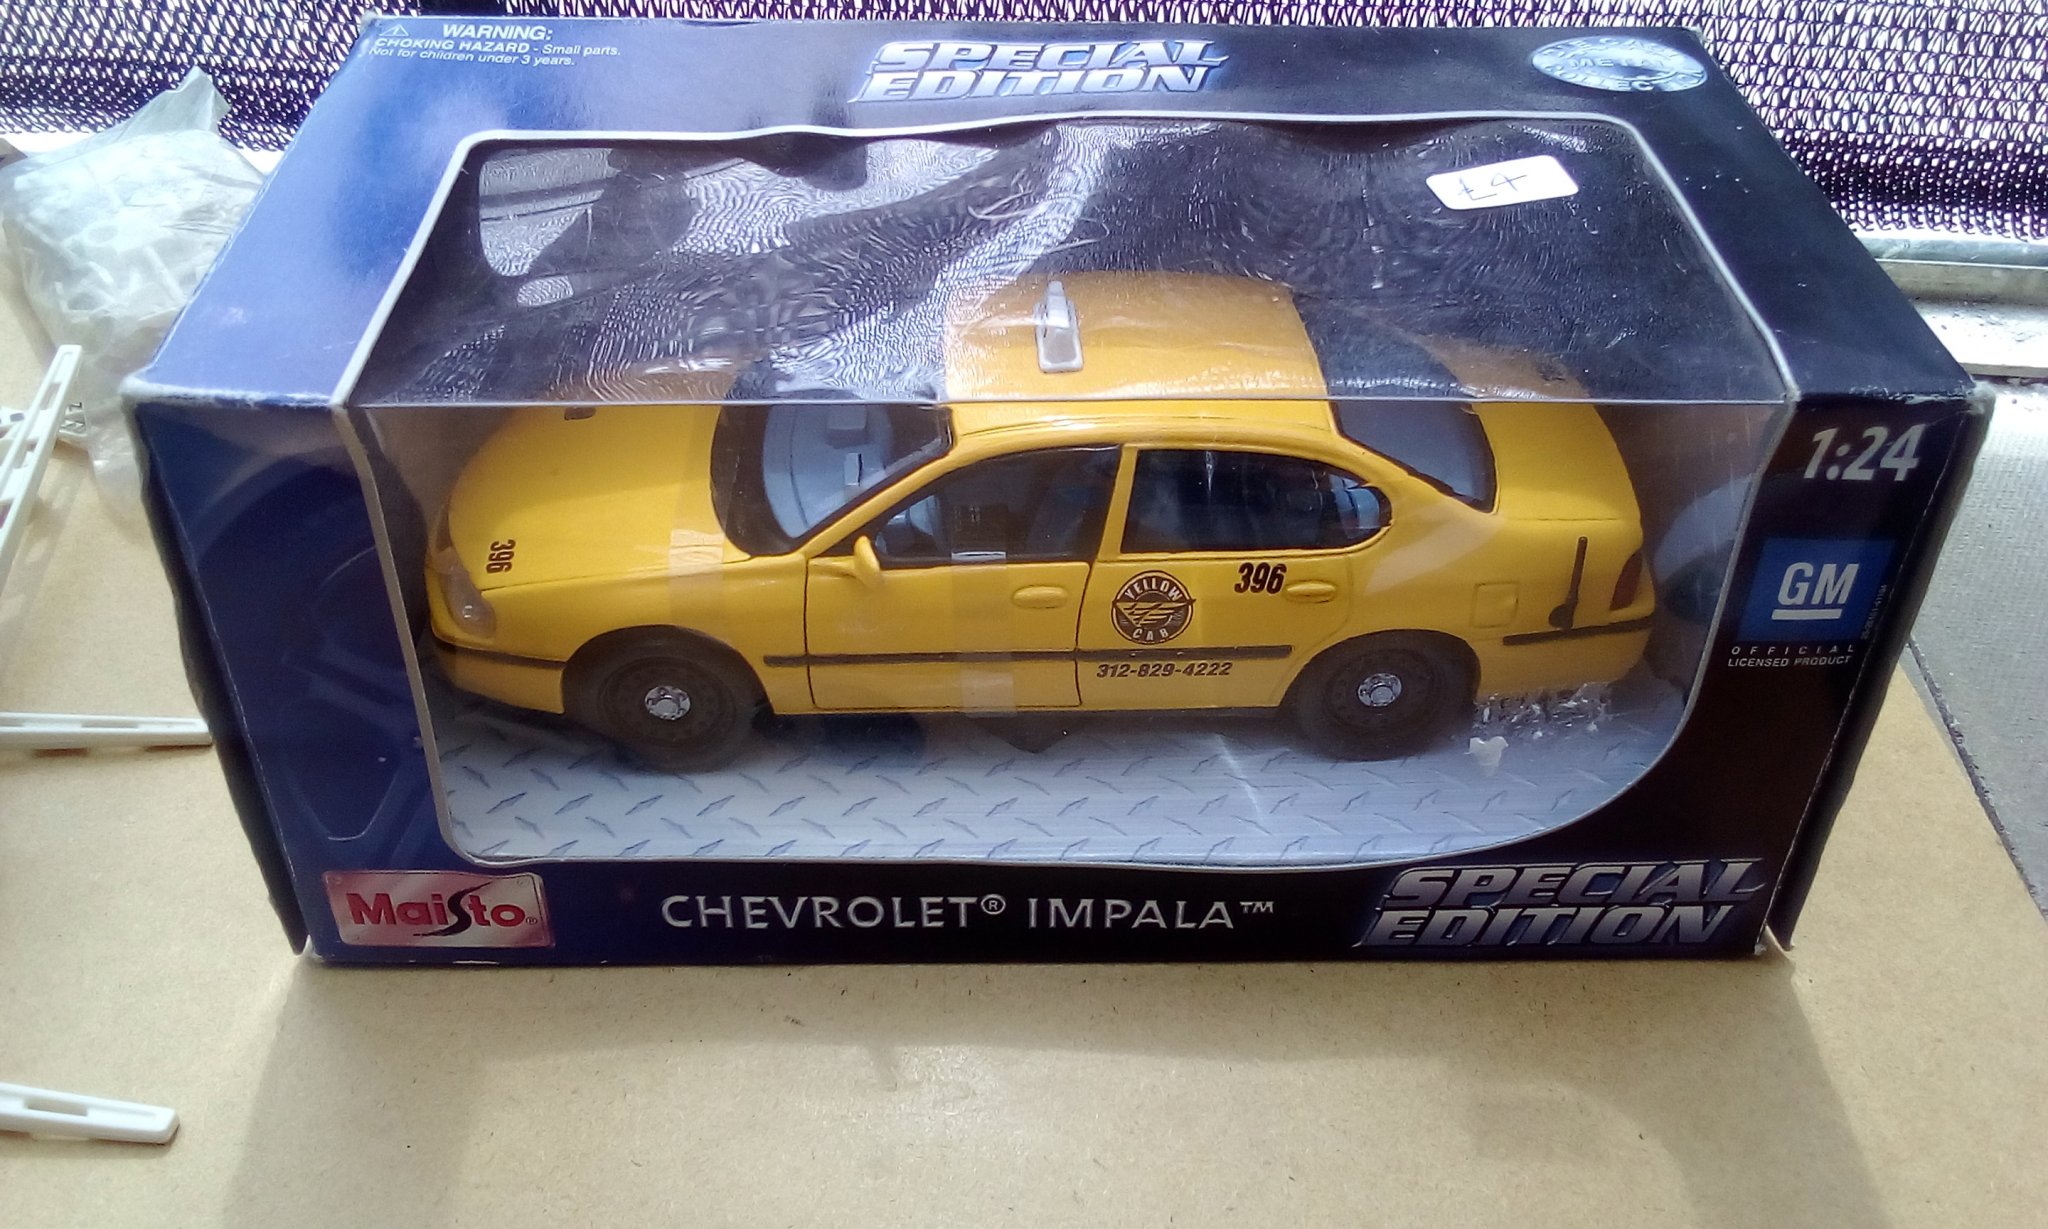 WARNING:
CHOKING HAZARD - Small parts.
Not for children under 3 years.
SPECIAL
EDITION
METAL
£4
1:24
GM
OFFICIAL
LICENSED PRODUCT
396
YELLOW
CAB
396
312-829-4222
Maisto®
CHEVROLET® IMPALA™
SPECIAL
EDITION